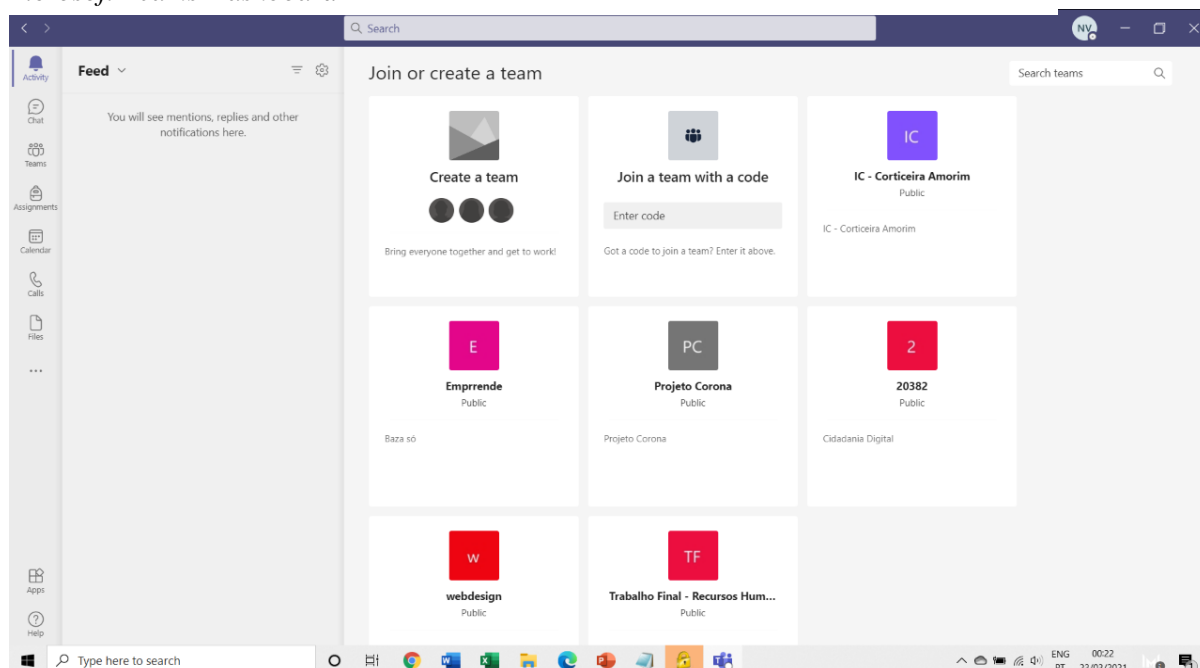 Search
NV
Activity
Chat
Teams
Assignments
Calendar
Calls
Files
Apps
Help
Feed
You will see mentions, replies and other
notifications here.
Join or create a team
Search teams
Create a team
Bring everyone together and get to work!
Join a team with a code
Enter code
Got a code to join a team? Enter it above.
IC
IC - Corticeira Amorim
Public
IC - Corticeira Amorim
E
Emprrende
Public
Baza só
PC
Projeto Corona
Public
Projeto Corona
2
20382
Public
Cidadania Digital
w
webdesign
Public
TF
Trabalho Final - Recursos Hum...
Public
Type here to search
ENG
00:22